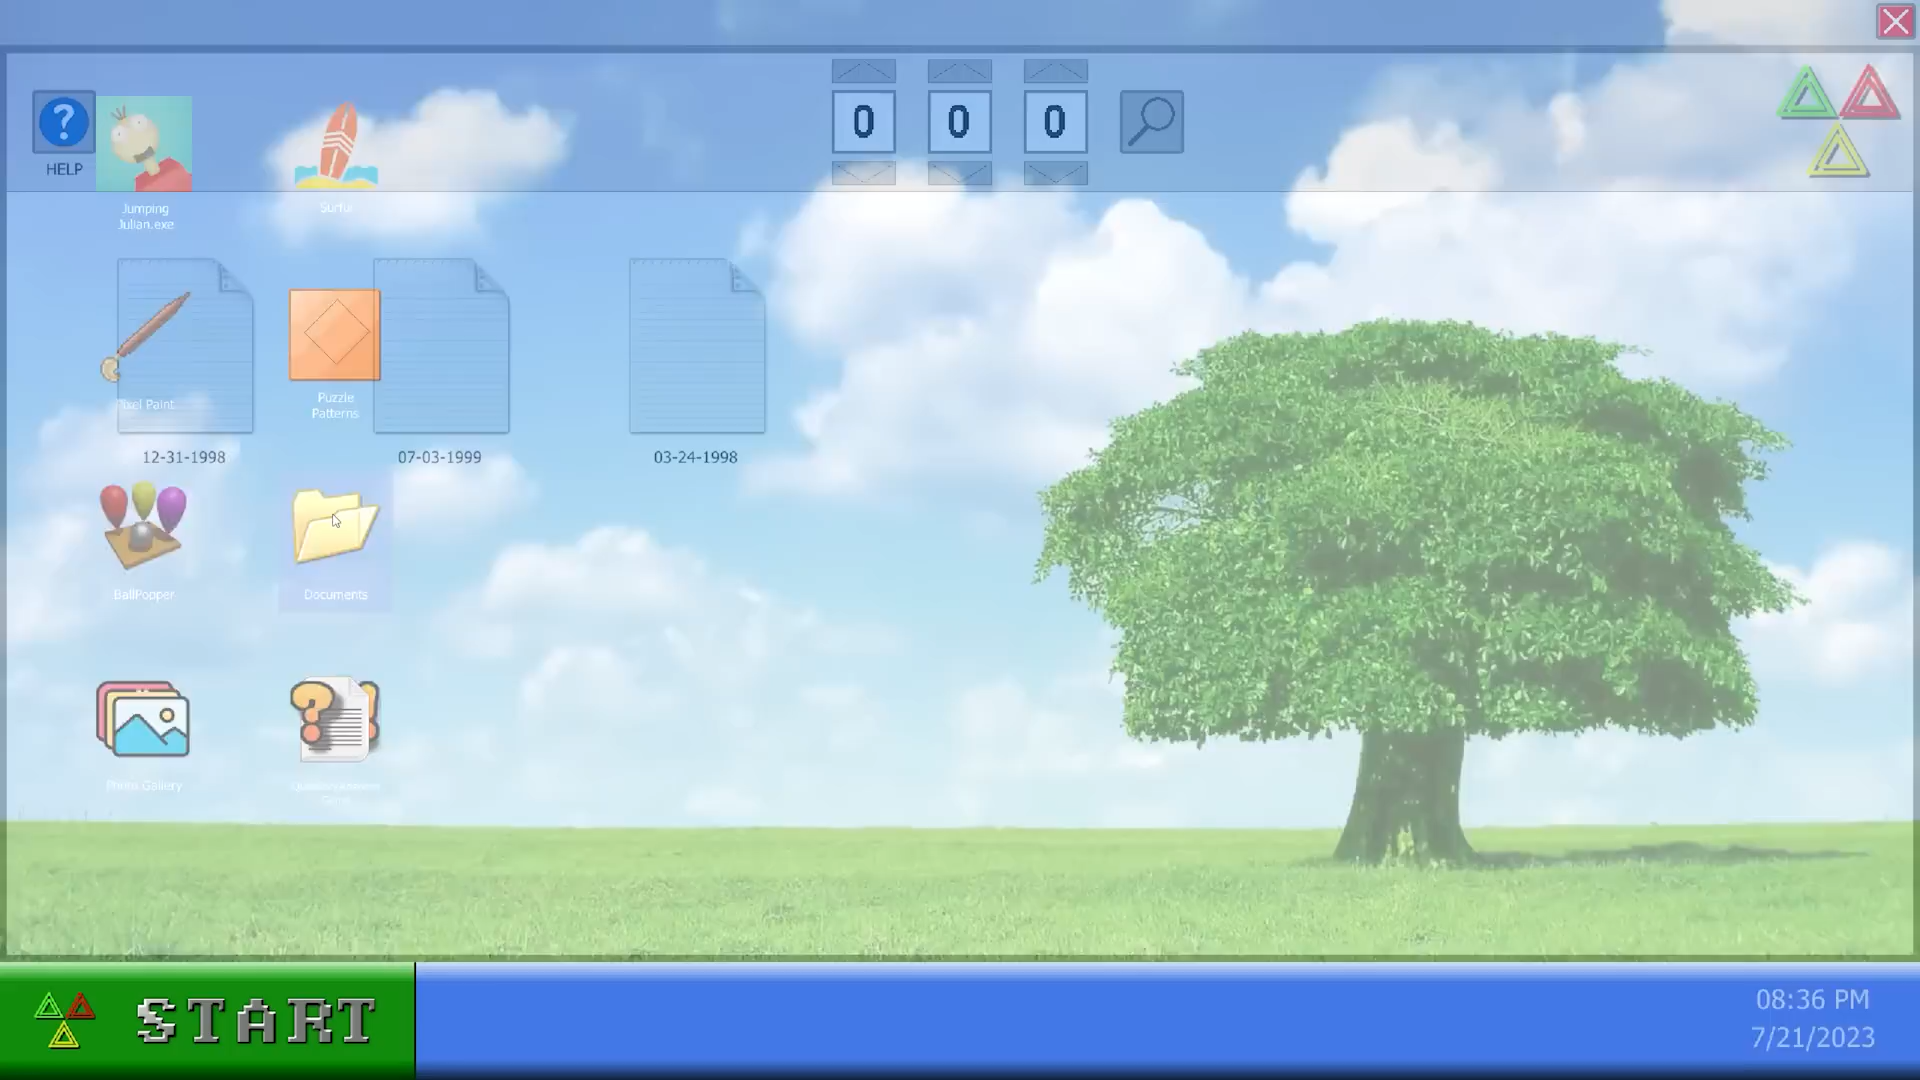 0 0 0
?
HELP
Jumping
Julian.exe
Surfur
Pixel Paint
Puzzle
Patterns
12-31-1998
07-03-1999
03-24-1998
BallPopper
Documents
Photo Gallery
START
08:36 PM
7/21/2023